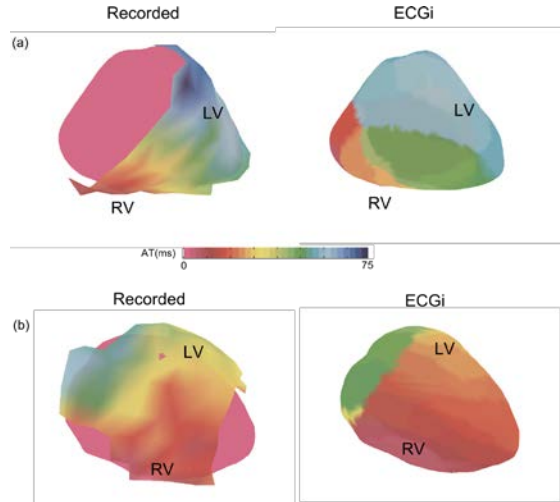 Recorded ECGi
(a)
LV LV
RV RV
AT(ms)
0 75
Recorded ECGi
(b)
LV LV
RV RV